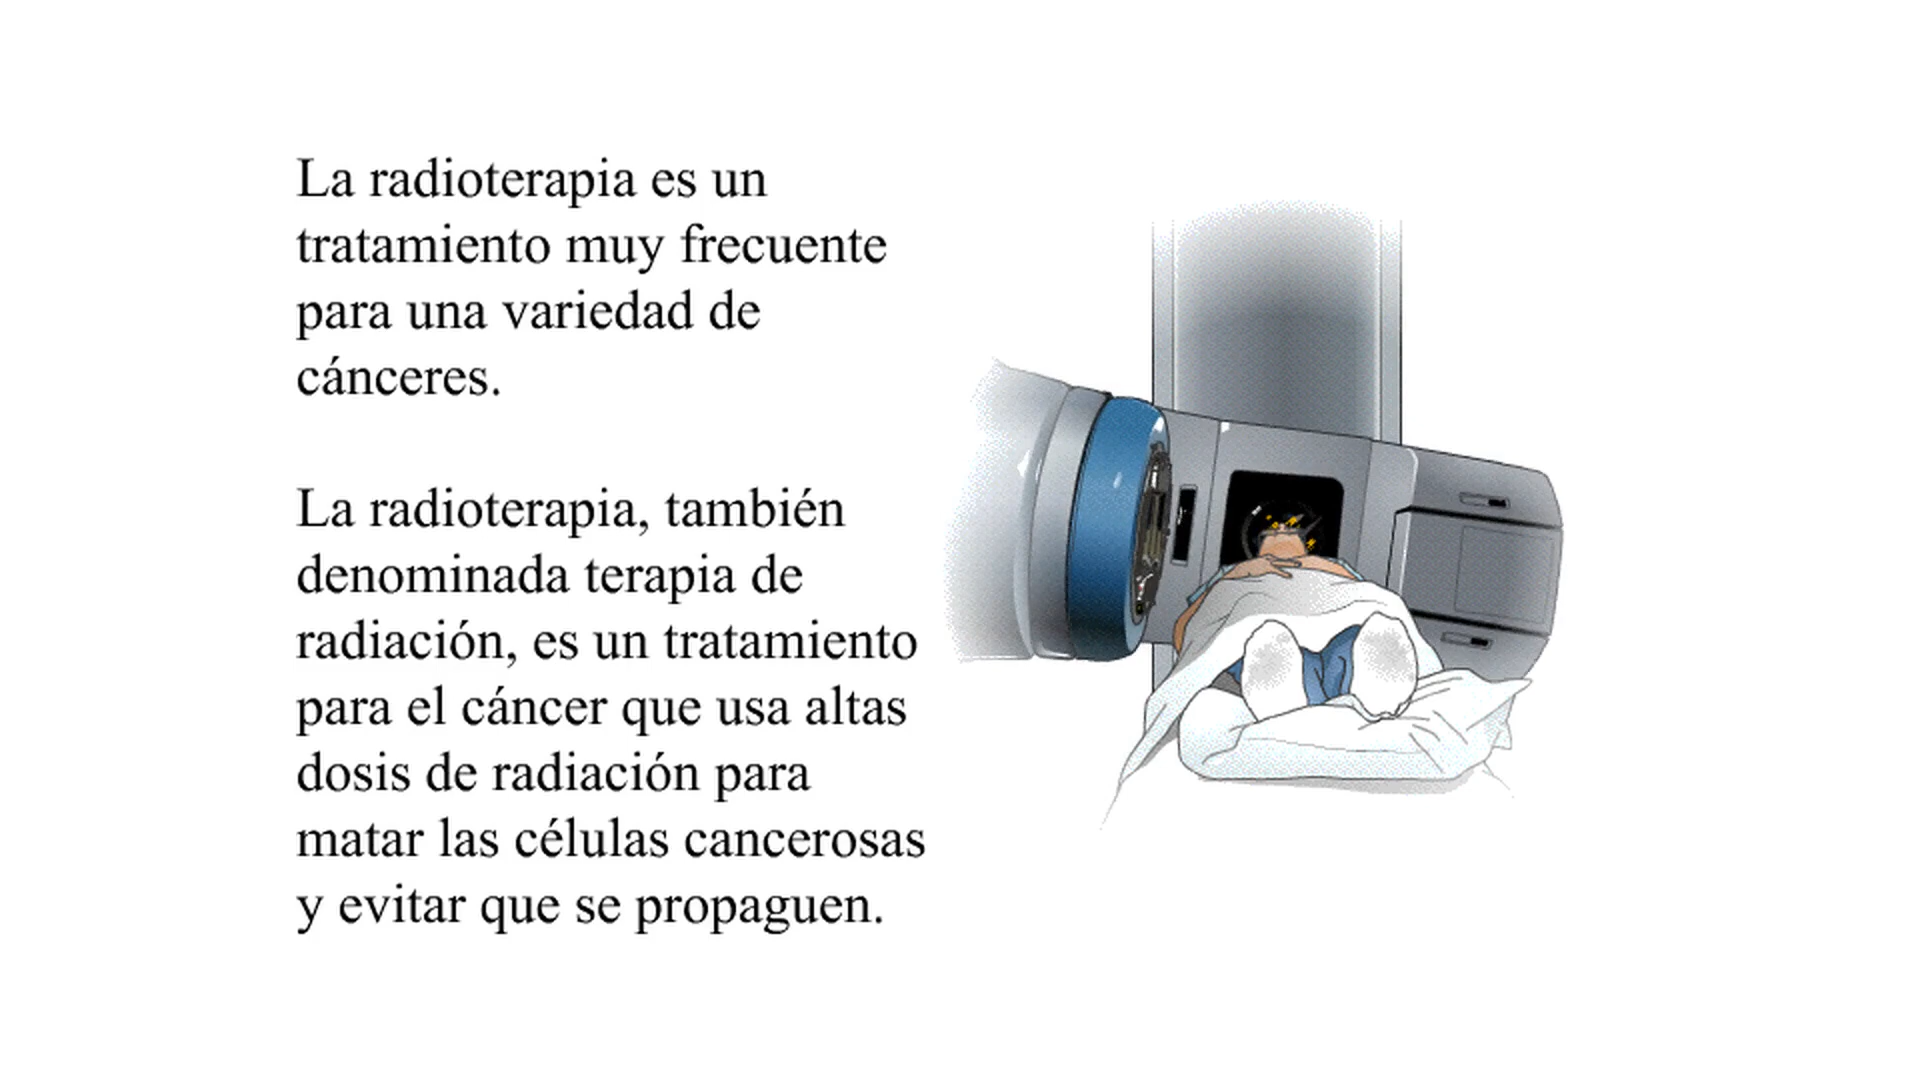 La radioterapia es un
tratamiento muy frecuente
para una variedad de
cánceres.
La radioterapia, también
denominada terapia de
radiación, es un tratamiento
para el cáncer que usa altas
dosis de radiación para
matar las células cancerosas
y evitar que se propaguen.